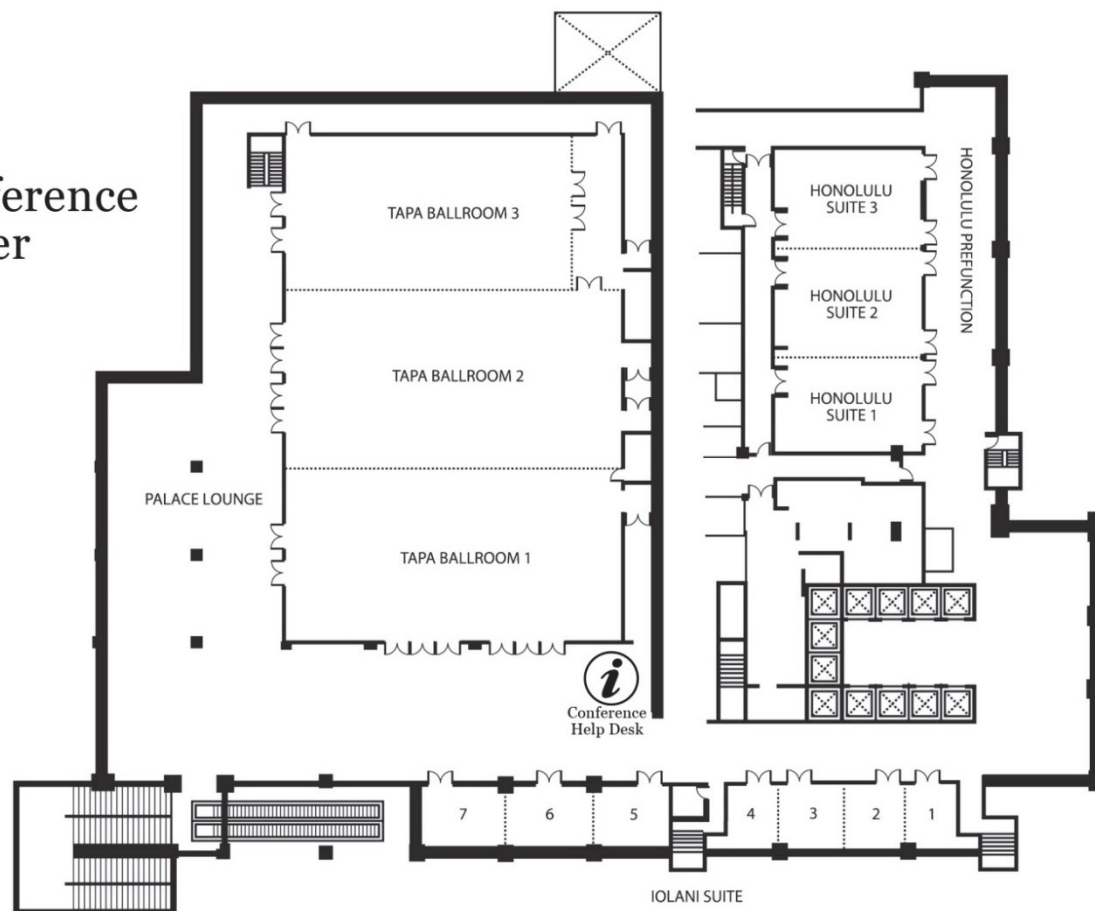 ference
er
TAPA BALLROOM 3
TAPA BALLROOM 2
TAPA BALLROOM 1
PALACE LOUNGE
HONOLULU
SUITE 3
HONOLULU
SUITE 2
HONOLULU
SUITE 1
HONOLULU PREFUNCTION
i
Conference
Help Desk
7 6 5 4 3 2 1
IOLANI SUITE